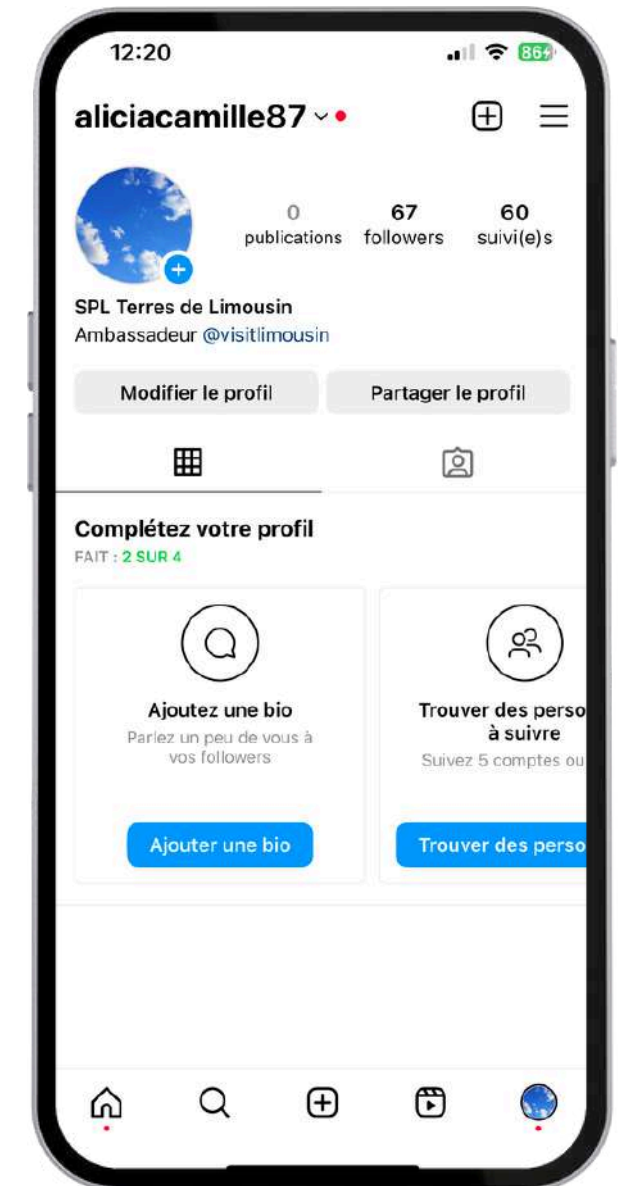 12:20
86
aliciacamille87
0
publications
67
followers
60
suivi(e)s
SPL Terres de Limousin
Ambassadeur @visitlimousin
Modifier le profil
Partager le profil
Complétez votre profil
FAIT : 2 SUR 4
Ajoutez une bio
Parlez un peu de vous à
vos followers
Ajouter une bio
Trouver des perso
à suivre
Suivez 5 comptes ou
Trouver des perso